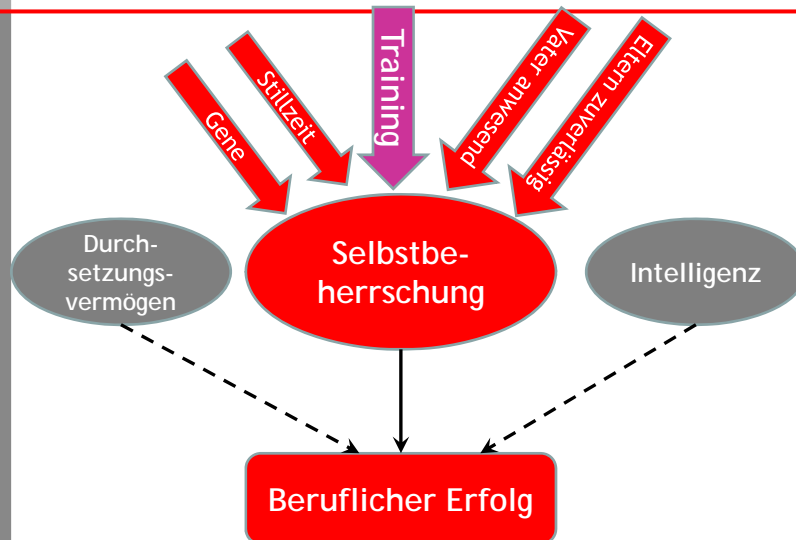 Gene
Stillzeit
Training
Vater anwesend
Eltern zuverlässig
Durch-
setzungs-
vermögen
Selbstbe-
herrschung
Intelligenz
Beruflicher Erfolg